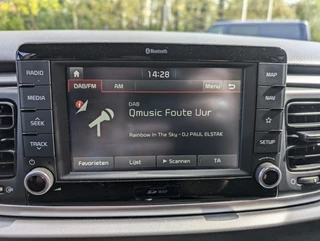 Bluetooth
14:28
RADIO
MEDIA
SEEK
TRACK
DAB/FM
AM
Menu
DAB
Qmusic Foute Uur
Rainbow In The Sky - DJ PAUL ELSTAK
Favorieten
Lijst
Scannen
TA
MAP
NAV
SETUP